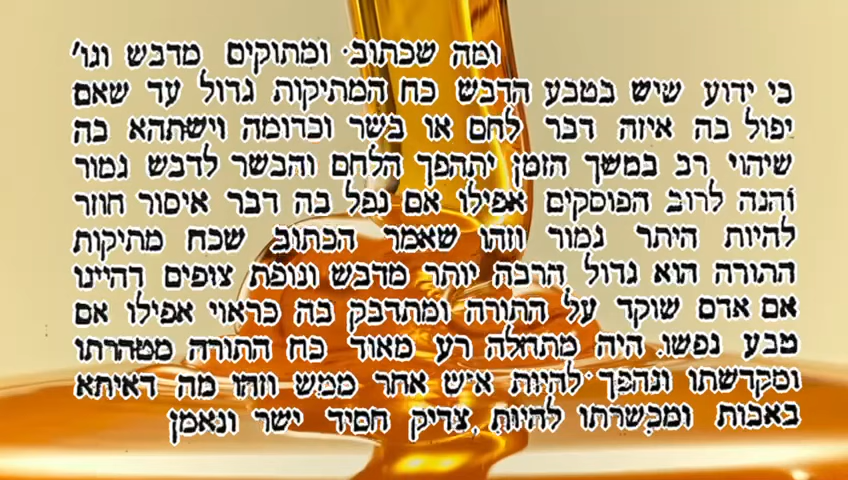 ומה שכתוב ומתוקים מדבש וגו'
כי ידוע שיש בטבע הדבש כח המתיקות גדול עד שאם
יפול בה איזה דבר לחם או בשר וכדומה וישתהא בה
שיהוי רב במשך הזמן יתהפך הלחם והבשר לדבש גמור
והנה לרוב הפוסקים אפילו אם נפל בה דבר איסור חוזר
להיות היתר גמור וזהו שאמר הכתוב שכח מתיקות
התורה הוא גדול הרבה יותר מדבש ונופת צופים דהיינו
אם אדם שוקד על התורה ומתדבק בה כראוי אפילו אם
טבע נפשו היה מתחלה רע מאוד כח התורה מטהרתו
ומקדשתו ונהפך להיות איש אחר ממש וזהו מה דאיתא
באבות ומכשרתו להיות צדיק חסיד ישר ונאמן